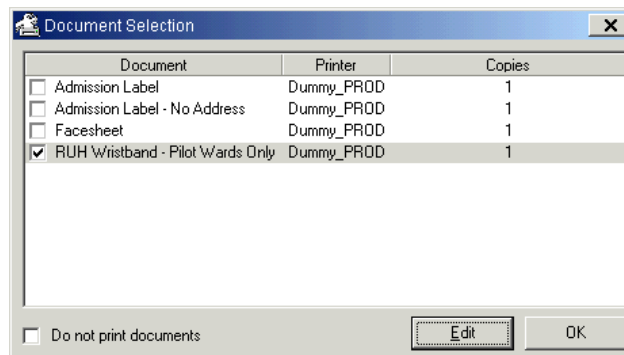 Document Selection
Document Printer Copies
Admission Label Dummy_PROD 1
Admission Label - No Address Dummy_PROD 1
Facesheet Dummy_PROD 1
RUH Wristband - Pilot Wards Only Dummy_PROD 1
Do not print documents Edit OK